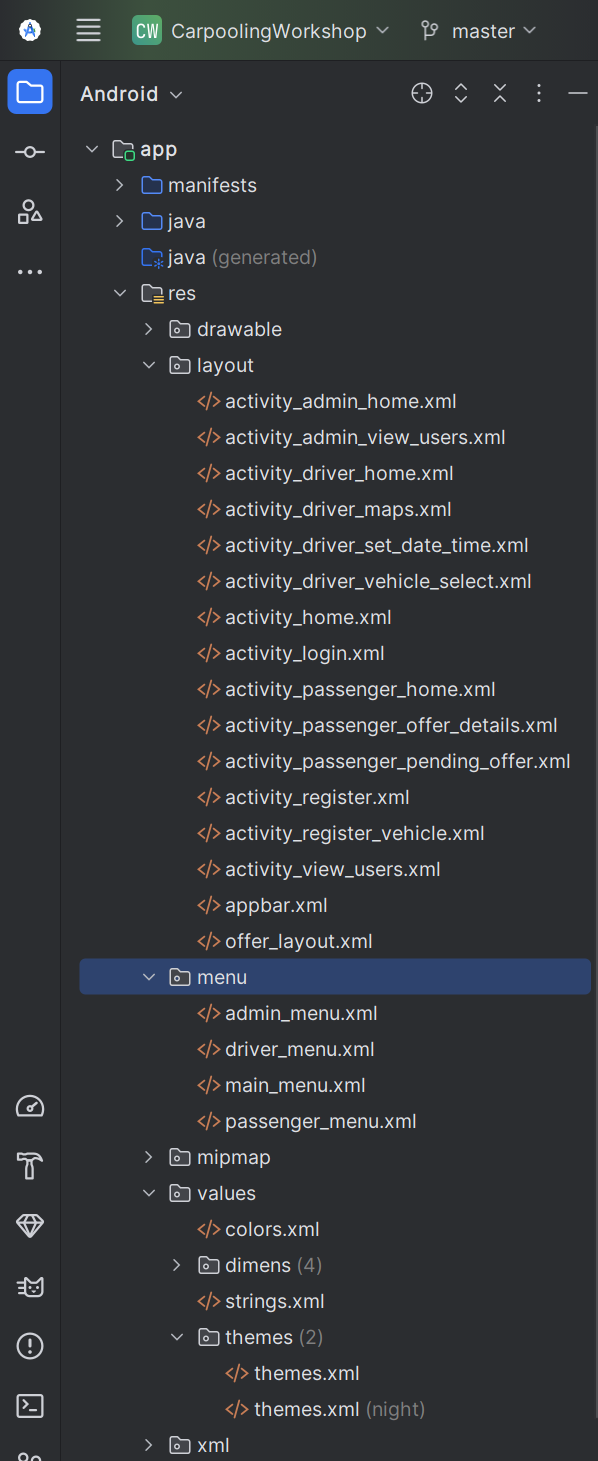 CW CarpoolingWorkshop master
Android
app
manifests
java
java (generated)
res
drawable
layout
activity_admin_home.xml
activity_admin_view_users.xml
activity_driver_home.xml
activity_driver_maps.xml
activity_driver_set_date_time.xml
activity_driver_vehicle_select.xml
activity_home.xml
activity_login.xml
activity_passenger_home.xml
activity_passenger_offer_details.xml
activity_passenger_pending_offer.xml
activity_register.xml
activity_register_vehicle.xml
activity_view_users.xml
appbar.xml
offer_layout.xml
menu
admin_menu.xml
driver_menu.xml
main_menu.xml
passenger_menu.xml
mipmap
values
colors.xml
dimens (4)
strings.xml
themes (2)
themes.xml
themes.xml (night)
xml